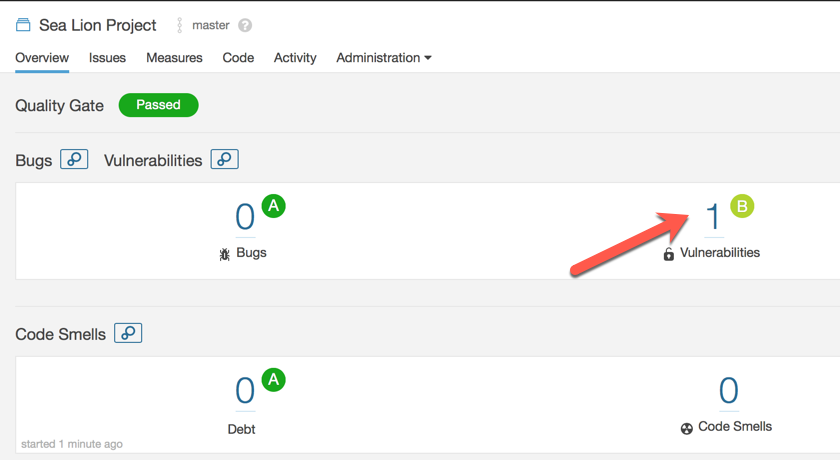 Sea Lion Project master ?
Overview Issues Measures Code Activity Administration
Quality Gate Passed
Bugs Vulnerabilities
0 A 1 B
Bugs Vulnerabilities
Code Smells
0 A 0
Debt Code Smells
started 1 minute ago